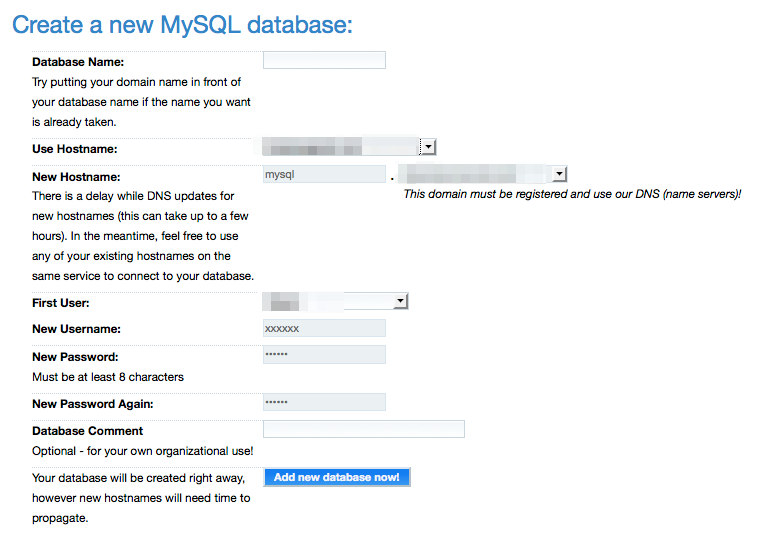 Create a new MySQL database:
Database Name:
Try putting your domain name in front of
your database name if the name you want
is already taken.
Use Hostname:
New Hostname:
mysql .
This domain must be registered and use our DNS (name servers)!
There is a delay while DNS updates for
new hostnames (this can take up to a few
hours). In the meantime, feel free to use
any of your existing hostnames on the
same service to connect to your database.
First User:
New Username:
xxxxxx
New Password:
••••••
Must be at least 8 characters
New Password Again:
••••••
Database Comment
Optional - for your own organizational use!
Your database will be created right away,
however new hostnames will need time to
propagate.
Add new database now!